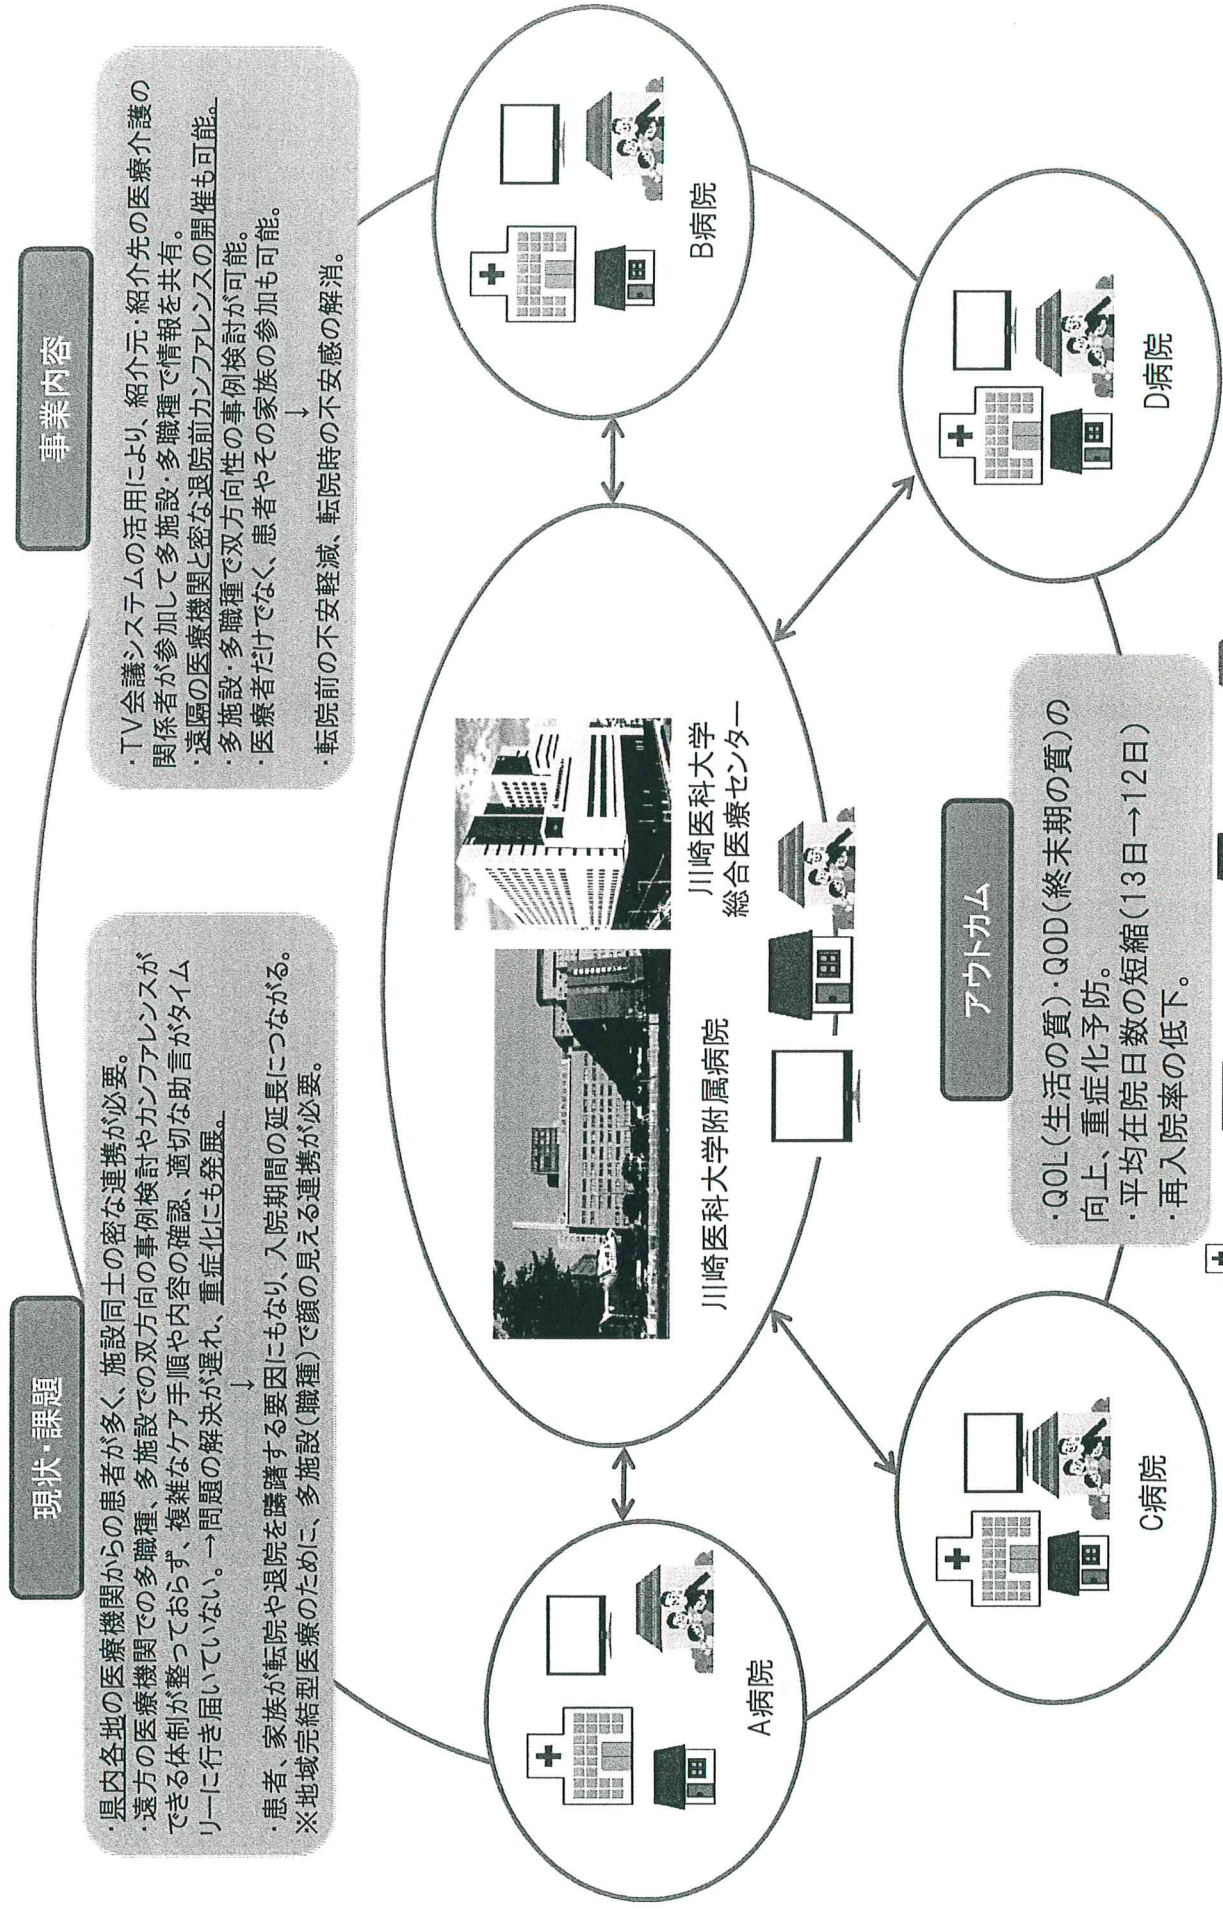 現状・課題
・県内各地の医療機関からの患者が多く、施設同士の密な連携が必要。
・遠方の医療機関での多職種、多施設での双方向の事例検討やカンファレンスが
できる体制が整っておらず、複雑なケア手順や内容の確認、適切な助言がタイム
リーに行き届いていない。→問題の解決が遅れ、重症化にも発展。
↓
・患者、家族が転院や退院を躊躇する要因にもなり、入院期間の延長につながる。
※地域完結型医療のために、多施設(職種)で顔の見える連携が必要。
事業内容
・TV会議システムの活用により、紹介元・紹介先の医療介護の
関係者が参加して多施設・多職種で情報を共有。
・遠隔の医療機関と密な退院前カンファレンスの開催も可能。
・多施設・多職種で双方向性の事例検討が可能。
・医療者だけでなく、患者やその家族の参加も可能。
↓
・転院前の不安軽減、転院時の不安感の解消。
川崎医科大学附属病院
川崎医科大学
総合医療センター
A病院
B病院
C病院
D病院
アウトカム
・QOL(生活の質)・QOD(終末期の質)の
向上、重症化予防。
・平均在院日数の短縮(13日→12日)
・再入院率の低下。